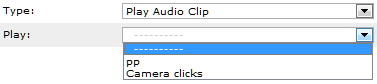 Type: Play Audio Clip
Play: ----------
----------
pp
Camera clicks